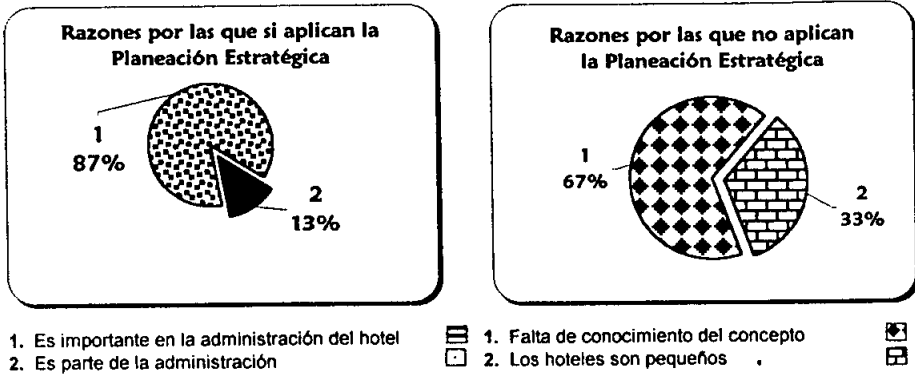 Razones por las que si aplican la
Planeación Estratégica
1
87%
2
13%
Razones por las que no aplican
la Planeación Estratégica
1
67%
2
33%
1. Es importante en la administración del hotel
2. Es parte de la administración
1. Falta de conocimiento del concepto
2. Los hoteles son pequeños